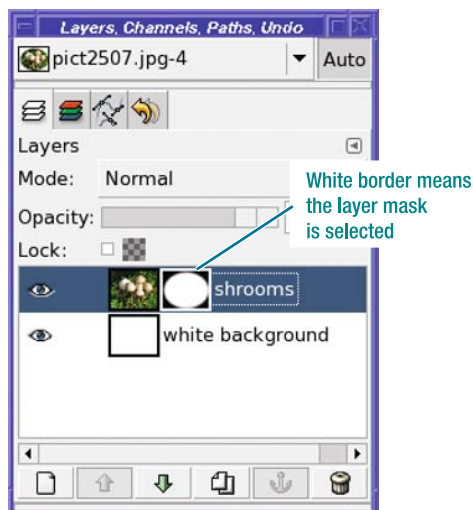 Layers, Channels, Paths, Undo
pict2507.jpg-4
Auto
Layers
Mode: Normal
White border means
the layer mask
is selected
Opacity:
Lock:
shrooms
white background